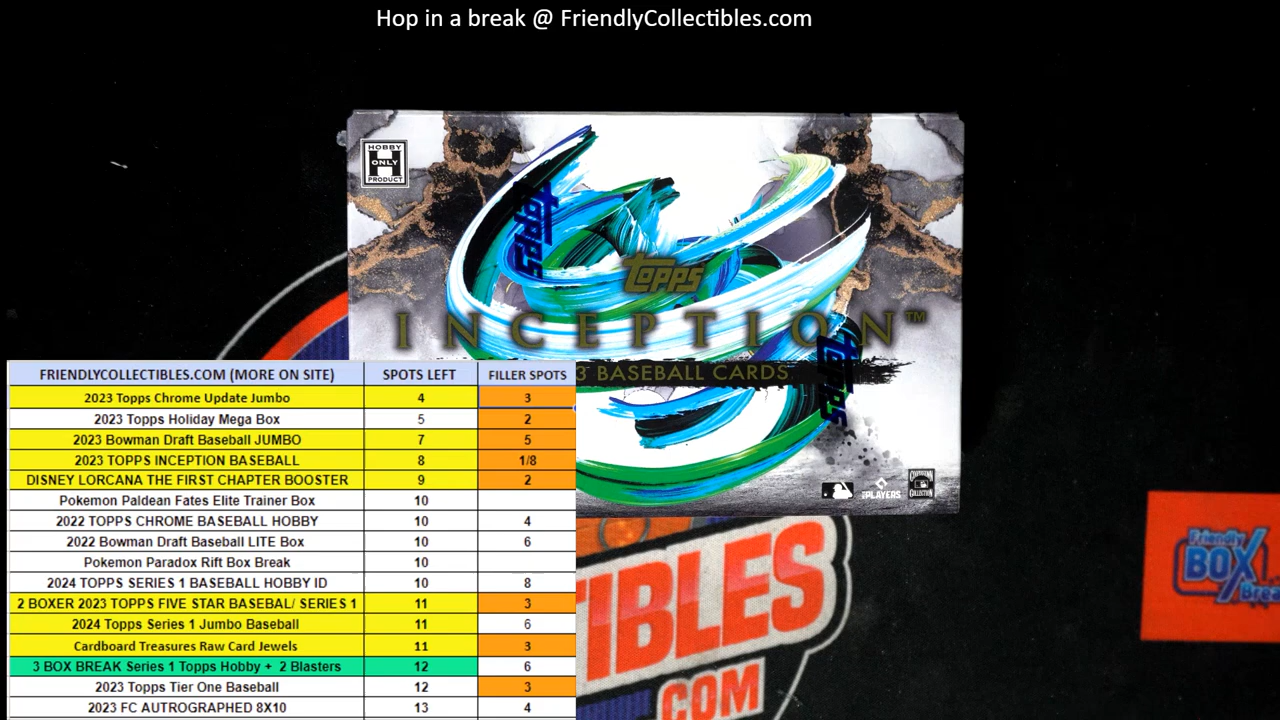 Hop in a break @ FriendlyCollectibles.com
HOBBY
ONLY
H
PRODUCT
topps
topps
INCEPTION™
3 BASEBALL CARDS
topps
MLB PLAYERS
FRIENDLYCOLLECTIBLES.COM (MORE ON SITE) SPOTS LEFT FILLER SPOTS
2023 Topps Chrome Update Jumbo 4 3
2023 Topps Holiday Mega Box 5 2
2023 Bowman Draft Baseball JUMBO 7 5
2023 TOPPS INCEPTION BASEBALL 8 1/8
DISNEY LORCANA THE FIRST CHAPTER BOOSTER 9 2
Pokemon Paldean Fates Elite Trainer Box 10
2022 TOPPS CHROME BASEBALL HOBBY 10 4
2022 Bowman Draft Baseball LITE Box 10 6
Pokemon Paradox Rift Box Break 10
2024 TOPPS SERIES 1 BASEBALL HOBBY ID 10 8
2 BOXER 2023 TOPPS FIVE STAR BASEBAL/ SERIES 1 11 3
2024 Topps Series 1 Jumbo Baseball 11 6
Cardboard Treasures Raw Card Jewels 11 3
3 BOX BREAK Series 1 Topps Hobby + 2 Blasters 12 6
2023 Topps Tier One Baseball 12 3
2023 FC AUTOGRAPHED 8X10 13 4
IBLES
.COM
Friendly
BOX
Brea